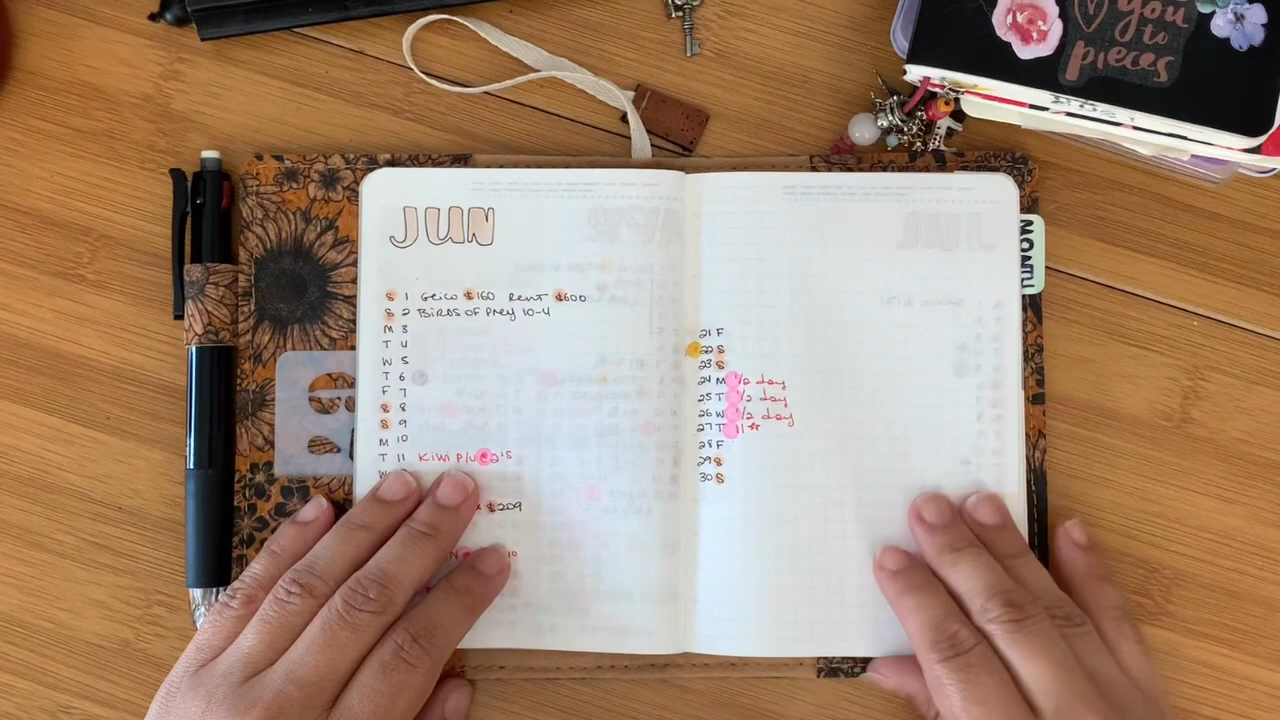 JUN
S 1 Geico $160 Rent $600
S 2 BIRDS OF PREY 10-4
M 3
T 4
W 5
T 6
F 7
S 8
S 9
M 10
T 11 KIWI P/U @ 2:15
W
$209
N
10
21 F
22 S
23 S
24 M 1/2 day
25 T 1/2 day
26 W 1/2 day
27 T
28 F
29 S
30 S
MONTH
you
to
pieces